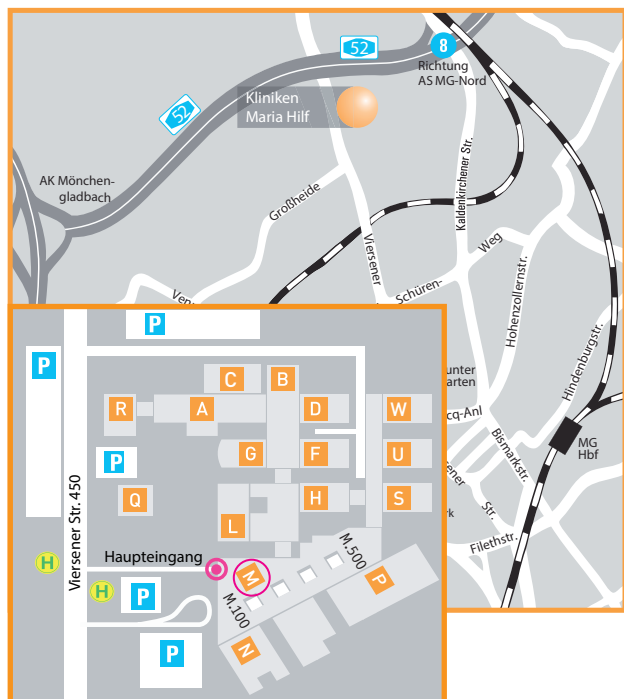 52
8
Richtung
AS MG-Nord
52
Kliniken
Maria Hilf
AK Mönchen-
gladbach
Großheide
Viersener
Kaldenkirchener Str.
Schüren-
Weg
Hohenzollernstr.
Hindenburgstr.
Bismarkstr.
MG
Hbf
Str.
Filethstr.
P
P
P
P
P
C
B
R
A
D
W
G
F
U
Q
L
H
S
Viersener Str. 450
H
H
Haupteingang
M
M.500
M.100
P
N